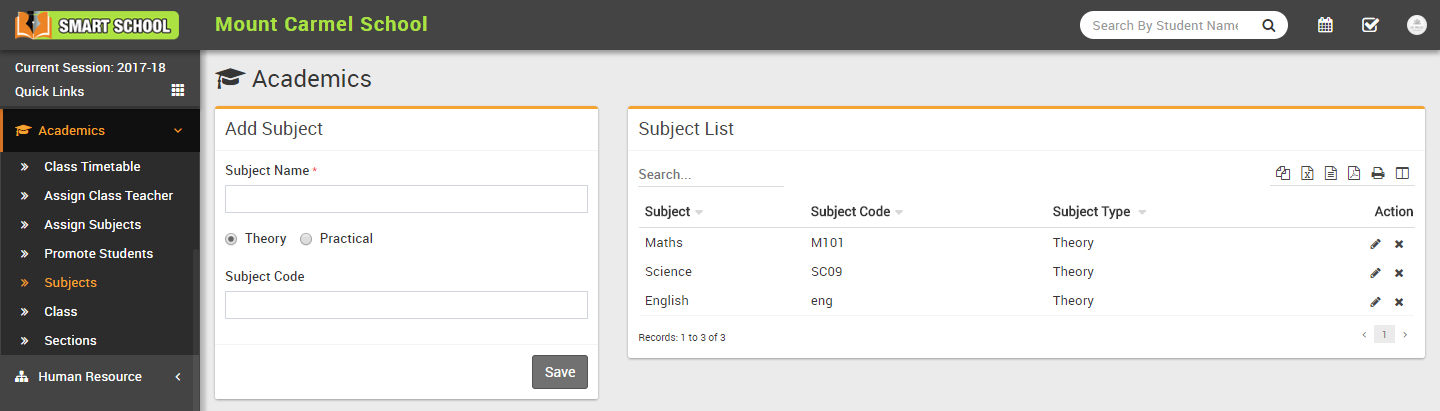 SMART SCHOOL
Mount Carmel School
Search By Student Name
Current Session: 2017-18
Quick Links
Academics
Class Timetable
Assign Class Teacher
Assign Subjects
Promote Students
Subjects
Class
Sections
Human Resource
Academics
Add Subject
Subject Name *
Theory Practical
Subject Code
Save
Subject List
Search...
Subject Subject Code Subject Type Action
Maths M101 Theory
Science SC09 Theory
English eng Theory
Records: 1 to 3 of 3
1